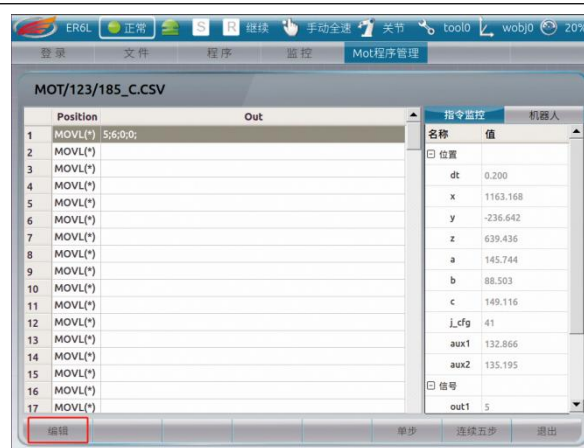 ER6L 正常 S R 继续 手动全速 关节 tool0 wobj0 20%
登录 文件 程序 监控 Mot程序管理
MOT/123/185_C.CSV
Position Out
1 MOVL(*) 5;6;0;0;
2 MOVL(*)
3 MOVL(*)
4 MOVL(*)
5 MOVL(*)
6 MOVL(*)
7 MOVL(*)
8 MOVL(*)
9 MOVL(*)
10 MOVL(*)
11 MOVL(*)
12 MOVL(*)
13 MOVL(*)
14 MOVL(*)
15 MOVL(*)
16 MOVL(*)
17 MOVL(*)
指令监控 机器人
名称 值
位置
dt 0.200
x 1163.168
y -236.642
z 639.436
a 145.744
b 88.503
c 149.116
j_cfg 41
aux1 132.866
aux2 135.195
信号
out1 5
编辑 单步 连续五步 退出